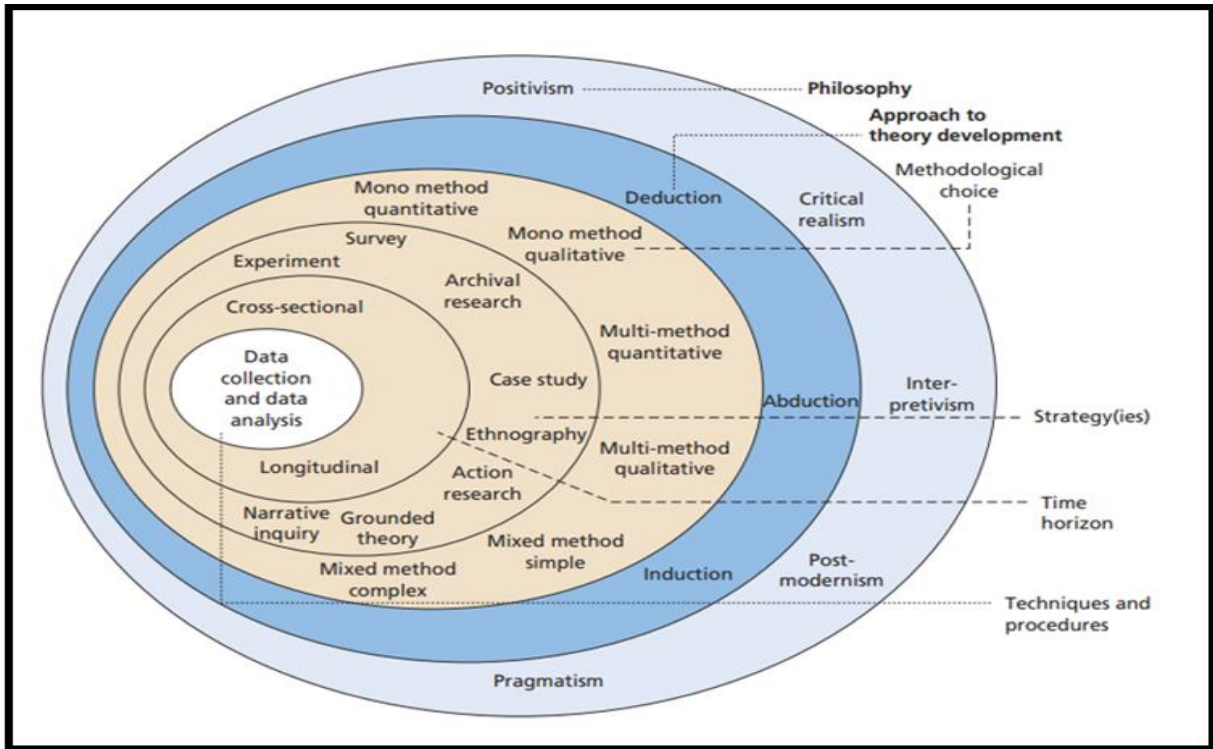 Positivism
Philosophy
Approach to
theory development
Methodological
choice
Mono method
quantitative
Deduction
Critical
realism
Survey
Mono method
qualitative
Experiment
Archival
research
Cross-sectional
Multi-method
quantitative
Data
collection
and data
analysis
Case study
Abduction
Inter-
pretivism
Strategy(ies)
Ethnography
Multi-method
qualitative
Longitudinal
Action
research
Time
horizon
Narrative
inquiry
Grounded
theory
Mixed method
simple
Mixed method
complex
Induction
Post-
modernism
Techniques and
procedures
Pragmatism